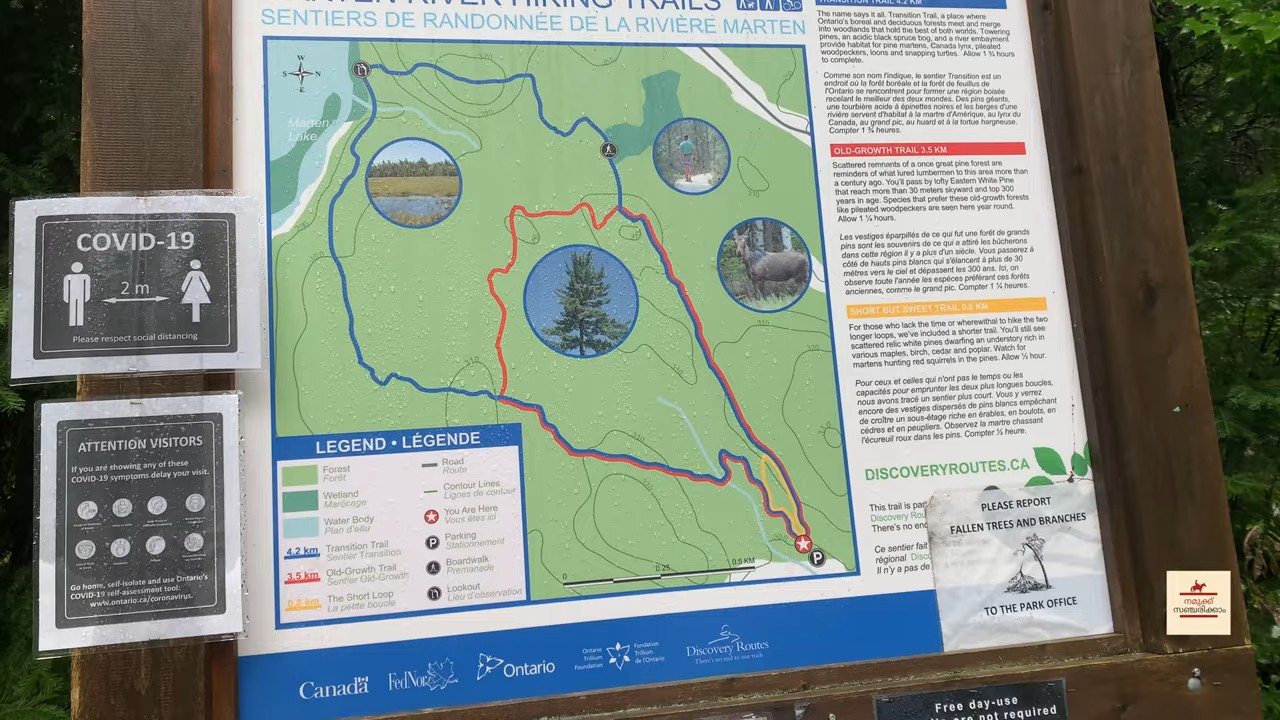 RIVER HIKING TRAILS
SENTIERS DE RANDONNÉE DE LA RIVIÈRE MARTEN
W
S
N
E
Marten
Lake
310
300
310
310
320
LEGEND • LÉGENDE
Forest
Forêt
Wetland
Marécage
Water Body
Plan d'eau
4.2 km
Transition Trail
Sentier Transition
3.5 km
Old-Growth Trail
Sentier Old-Growth
The Short Loop
La petite boucle
Road
Route
Contour Lines
Lignes de contour
You Are Here
Vous êtes ici
P
Parking
Stationnement
Boardwalk
Promenade
Lookout
Lieu d'observation
0
0.25
0.5 KM
P
TRANSITION TRAIL 4.2 KM
The name says it all. Transition Trail, a place where
Ontario's boreal and deciduous forests meet and merge
into woodlands that hold the best of both worlds. Towering
pines, an acidic black spruce bog, and a river embayment
provide habitat for pine martens, Canada lynx, pileated
woodpeckers, loons and snapping turtles. Allow 1 ¾ hours
to complete.
Comme son nom l'indique, le sentier Transition est un
endroit où la forêt boréale et la forêt de feuillus de
l'Ontario se rencontrent pour former une région boisée
recelant le meilleur des deux mondes. Des pins géants,
une tourbière acide à épinettes noires et les berges d'une
rivière servent d'habitat à la martre d'Amérique, au lynx du
Canada, au grand pic, au huard et à la tortue hargneuse.
Compter 1 ¾ heures.
OLD-GROWTH TRAIL 3.5 KM
Scattered remnants of a once great pine forest are
reminders of what lured lumbermen to this area more than
a century ago. You'll pass by lofty Eastern White Pine
that reach more than 30 meters skyward and top 300
years in age. Species that prefer these old-growth forests
like pileated woodpeckers are seen here year round.
Allow 1 ¼ hours.
Les vestiges éparpillés de ce qui fut une forêt de grands
pins sont les souvenirs de ce qui a attiré les bûcherons
dans cette région il y a plus d'un siècle. Vous passerez à
côté de hauts pins blancs qui s'élancent à plus de 30
mètres vers le ciel et dépassent les 300 ans. Ici, on
observe toute l'année les espèces préférant ces forêts
anciennes, comme le grand pic. Compter 1 ¼ heures.
SHORT BUT SWEET TRAIL 0.8 KM
For those who lack the time or wherewithal to hike the two
longer loops, we've included a shorter trail. You'll still see
scattered relic white pines dwarfing an understory rich in
various maples, birch, cedar and poplar. Watch for
martens hunting red squirrels in the pines. Allow ½ hour.
Pour ceux et celles qui n'ont pas le temps ou les
capacités pour emprunter les deux plus longues boucles,
nous avons tracé un sentier plus court. Vous y verrez
encore des vestiges dispersés de pins blancs empêchant
de croître un sous-étage riche en érables, en bouleaux, en
cèdres et en peupliers. Observez la martre chassant
l'écureuil roux dans les pins. Compter ½ heure.
DISCOVERYROUTES.CA
This trail is par
Discovery Rou
There's no en
Ce sentier fait
réseau Disc
Il n'y a pas de
PLEASE REPORT
FALLEN TREES AND BRANCHES
TO THE PARK OFFICE
COVID-19
2 m
Please respect social distancing
ATTENTION VISITORS
If you are showing any of these
COVID-19 symptoms delay your visit.
Go home, self-isolate and use Ontario's
COVID-19 self-assessment tool:
www.ontario.ca/coronavirus.
Canada
FedNor
Ontario
Ontario
Trillium
Foundation
Fondation
Trillium
de l'Ontario
Discovery Routes
There's no end to our trails
Free day-use
are not required
നമുക്ക്
സഞ്ചരിക്കാം